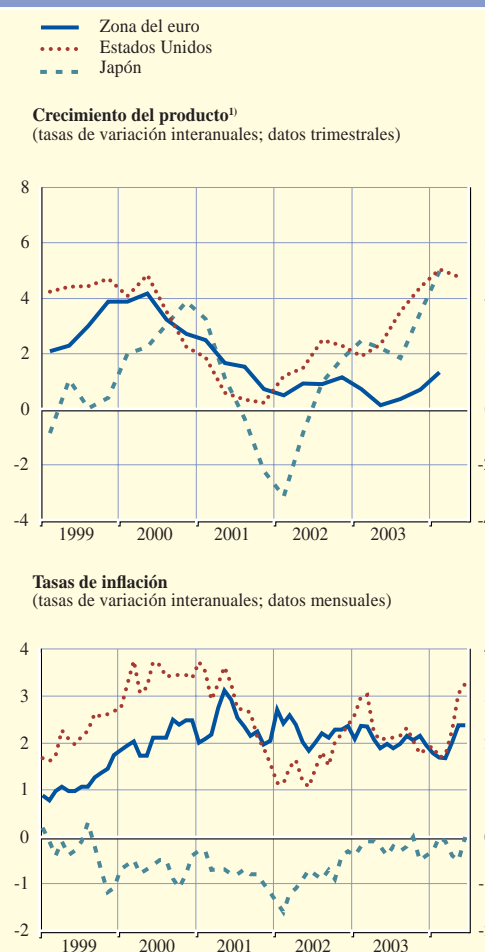 Zona del euro
Estados Unidos
Japón
Crecimiento del producto¹⁾
(tasas de variación interanuales; datos trimestrales)
8
6
4
2
0
-2
-4
1999 2000 2001 2002 2003
Tasas de inflación
(tasas de variación interanuales; datos mensuales)
4
3
2
1
0
-1
-2
1999 2000 2001 2002 2003